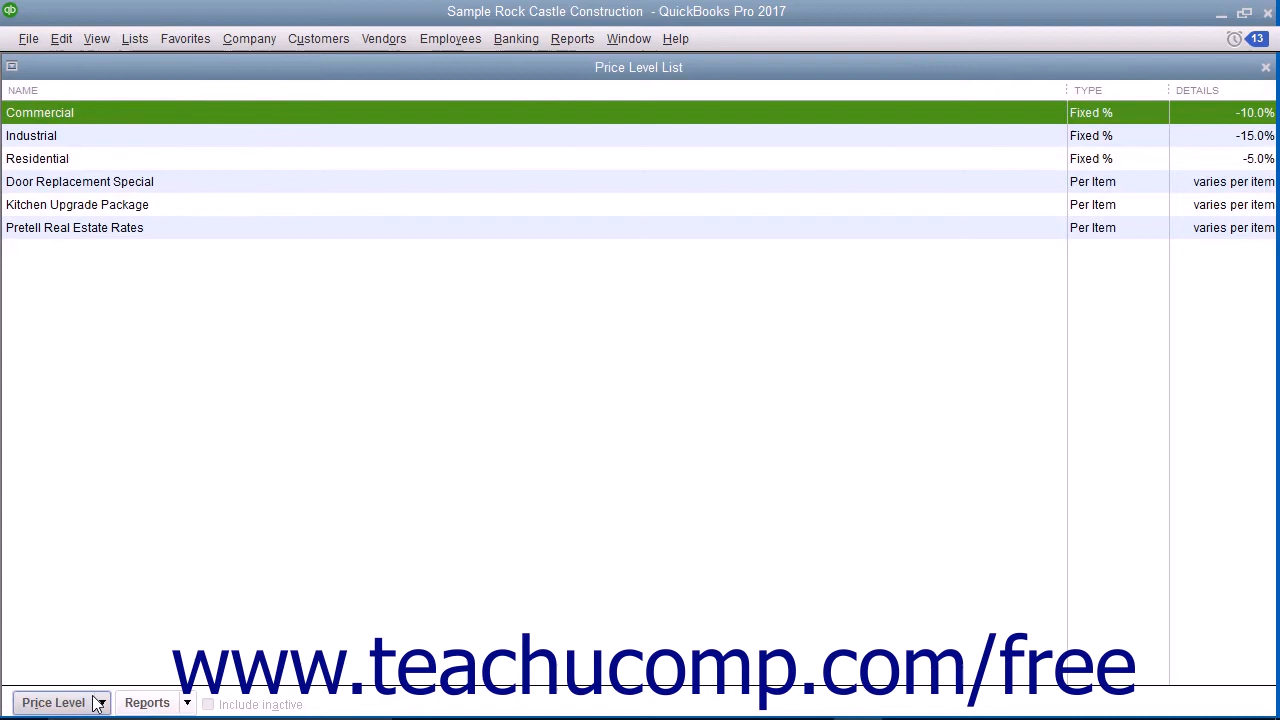 qb Sample Rock Castle Construction - QuickBooks Pro 2017
File Edit View Lists Favorites Company Customers Vendors Employees Banking Reports Window Help 13
Price Level List
NAME TYPE DETAILS
Commercial Fixed % -10.0%
Industrial Fixed % -15.0%
Residential Fixed % -5.0%
Door Replacement Special Per Item varies per item
Kitchen Upgrade Package Per Item varies per item
Pretell Real Estate Rates Per Item varies per item
www.teachucomp.com/free
Price Level Reports Include inactive